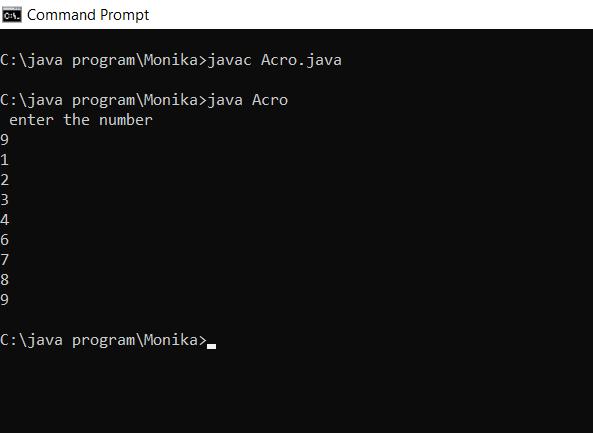 Command Prompt
C:\java program\Monika>javac Acro.java
C:\java program\Monika>java Acro
 enter the number
9
1
2
3
4
6
7
8
9
C:\java program\Monika>